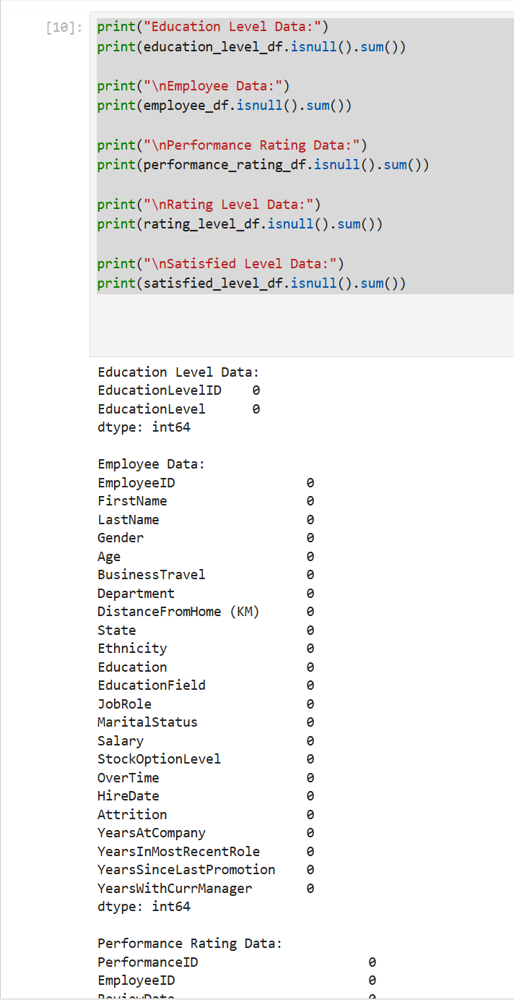 [10]:
print("Education Level Data:")
print(education_level_df.isnull().sum())
print("\nEmployee Data:")
print(employee_df.isnull().sum())
print("\nPerformance Rating Data:")
print(performance_rating_df.isnull().sum())
print("\nRating Level Data:")
print(rating_level_df.isnull().sum())
print("\nSatisfied Level Data:")
print(satisfied_level_df.isnull().sum())
Education Level Data:
EducationLevelID 0
EducationLevel 0
dtype: int64
Employee Data:
EmployeeID 0
FirstName 0
LastName 0
Gender 0
Age 0
BusinessTravel 0
Department 0
DistanceFromHome (KM) 0
State 0
Ethnicity 0
Education 0
EducationField 0
JobRole 0
MaritalStatus 0
Salary 0
StockOptionLevel 0
OverTime 0
HireDate 0
Attrition 0
YearsAtCompany 0
YearsInMostRecentRole 0
YearsSinceLastPromotion 0
YearsWithCurrManager 0
dtype: int64
Performance Rating Data:
PerformanceID 0
EmployeeID 0
ReviewDate 0